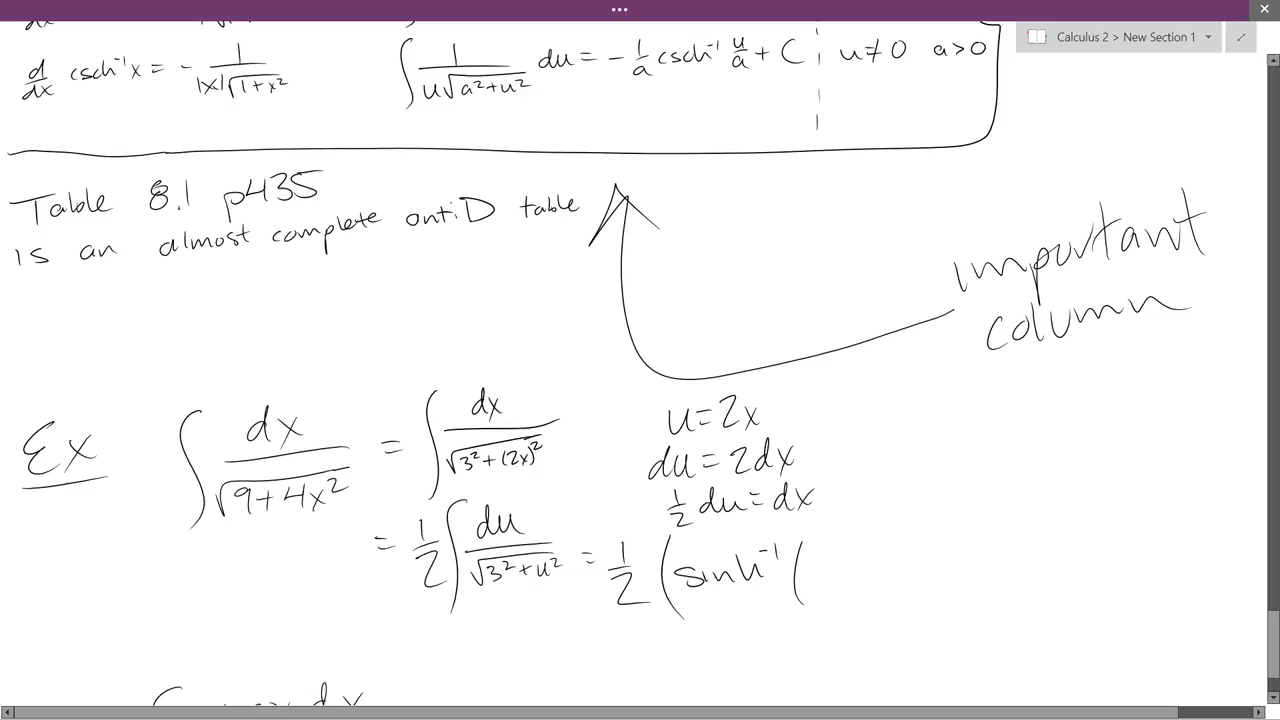 Calculus 2 > New Section 1
d/dx csch⁻¹x = - 1/(|x|√(1+x²)) ∫ 1/(u√(a²+u²)) du = - 1/a csch⁻¹ u/a + C u≠0 a>0
Table 8.1 p435
is an almost complete antiD table
important
column
Ex ∫ dx/√(9+4x²) = ∫ dx/√(3²+(2x)²)
u=2x
du=2dx
½ du=dx
= ½ ∫ du/√(3²+u²) = ½ (sinh⁻¹(